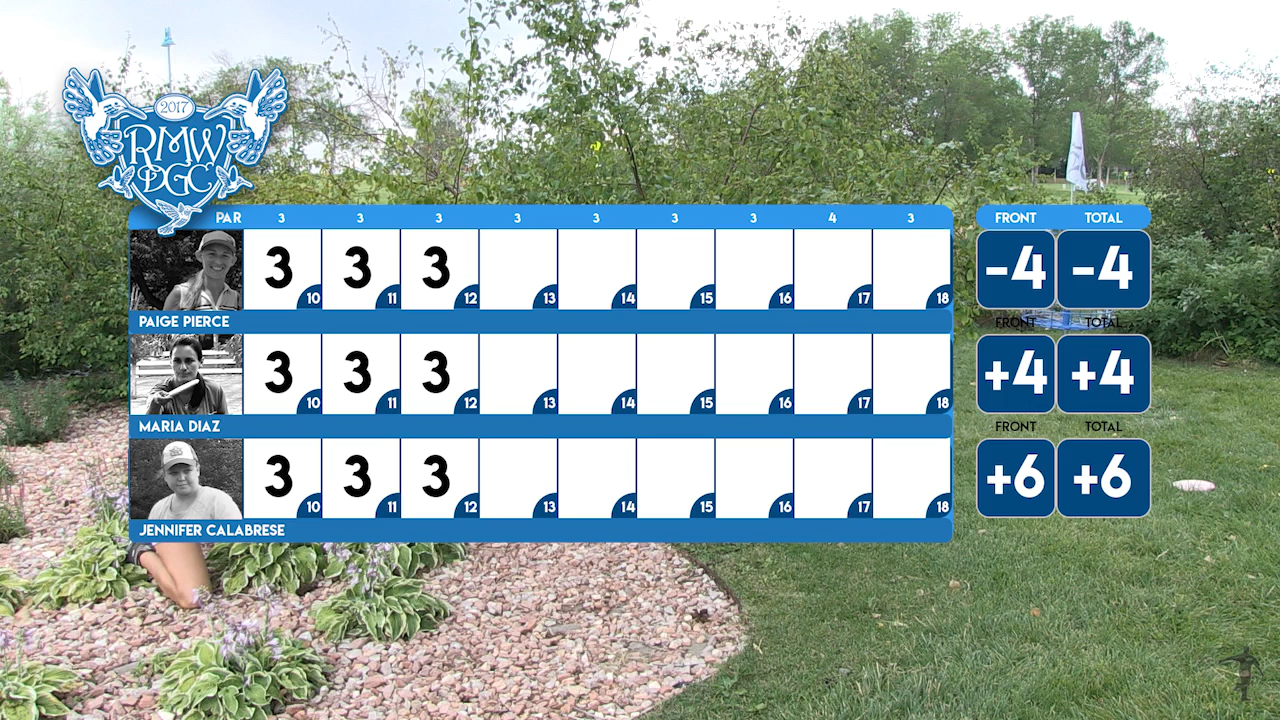 2017
RMW
DGC
PAR 3 3 3 3 3 3 3 4 3 FRONT TOTAL
3 10 3 11 3 12 13 14 15 16 17 18 -4 -4
PAIGE PIERCE FRONT TOTAL
3 10 3 11 3 12 13 14 15 16 17 18 +4 +4
MARIA DIAZ FRONT TOTAL
3 10 3 11 3 12 13 14 15 16 17 18 +6 +6
JENNIFER CALABRESE